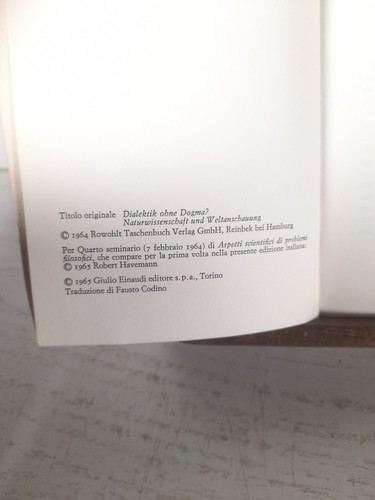 Titolo originale Dialektik ohne Dogma?
Naturwissenschaft und Weltanschauung
© 1964 Rowohlt Taschenbuch Verlag GmbH, Reinbek bei Hamburg
Per Quarto seminario (7 febbraio 1964) di Aspetti scientifici di problemi
filosofici, che compare per la prima volta nella presente edizione italiana:
© 1965 Robert Havemann
© 1965 Giulio Einaudi editore s.p.a., Torino
Traduzione di Fausto Codino